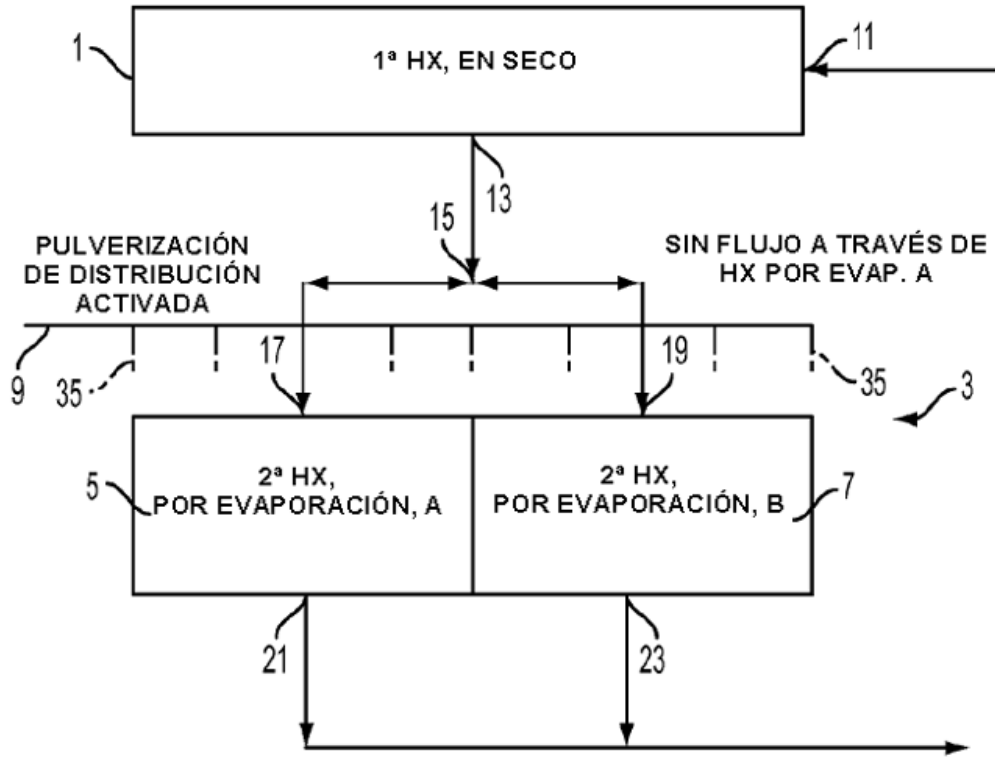 1
1ª HX, EN SECO
11
13
15
PULVERIZACIÓN
DE DISTRIBUCIÓN
ACTIVADA
SIN FLUJO A TRAVÉS DE
HX POR EVAP. A
9
35
17
19
35
3
5
2ª HX,
POR EVAPORACIÓN, A
2ª HX,
POR EVAPORACIÓN, B
7
21
23